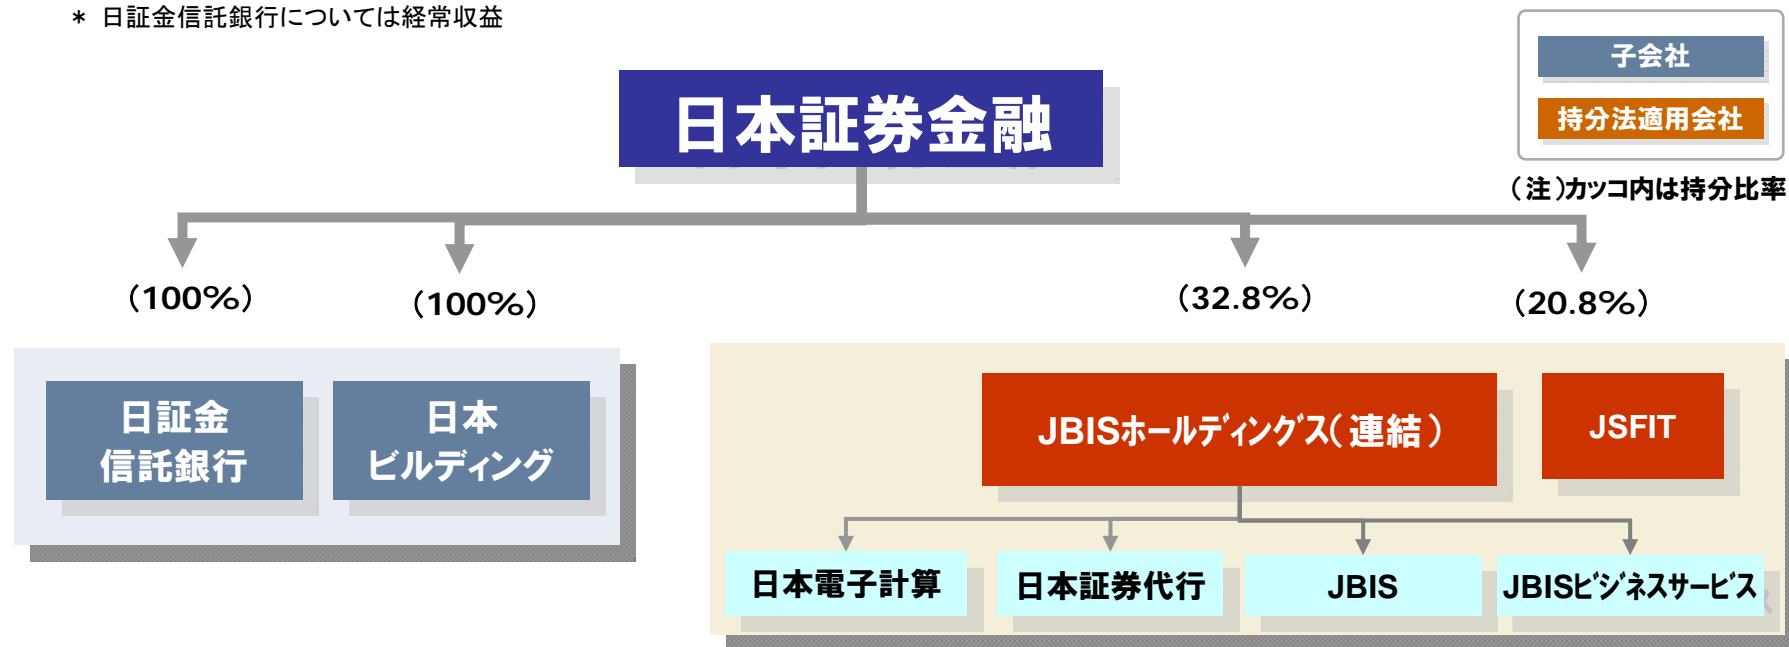 * 日証金信託銀行については経常収益
子会社
持分法適用会社
(注)カッコ内は持分比率
日本証券金融
(100%)
(100%)
(32.8%)
(20.8%)
日証金
信託銀行
日本
ビルディング
JBISホールディングス(連結)
JSFIT
日本電子計算
日本証券代行
JBIS
JBISビジネスサービス